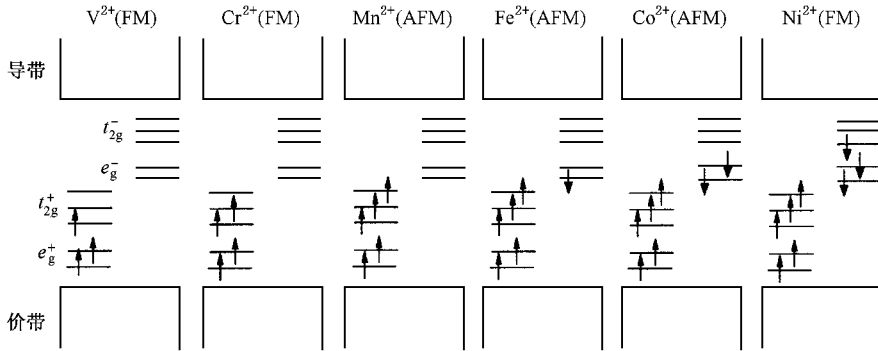 V²⁺(FM) Cr²⁺(FM) Mn²⁺(AFM) Fe²⁺(AFM) Co²⁺(AFM) Ni²⁺(FM)
导带
t₂g⁻
eg⁻
t₂g⁺
eg⁺
价带